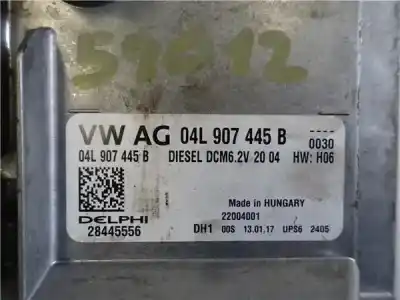 59012
VW AG 04L 907 445 B ----
0030
04L 907 445 B DIESEL DCM6.2V 20 04 HW: H06
Made in HUNGARY
22004001
DELPHI
28445556 DH1 00S 13.01.17 UPS6 2405